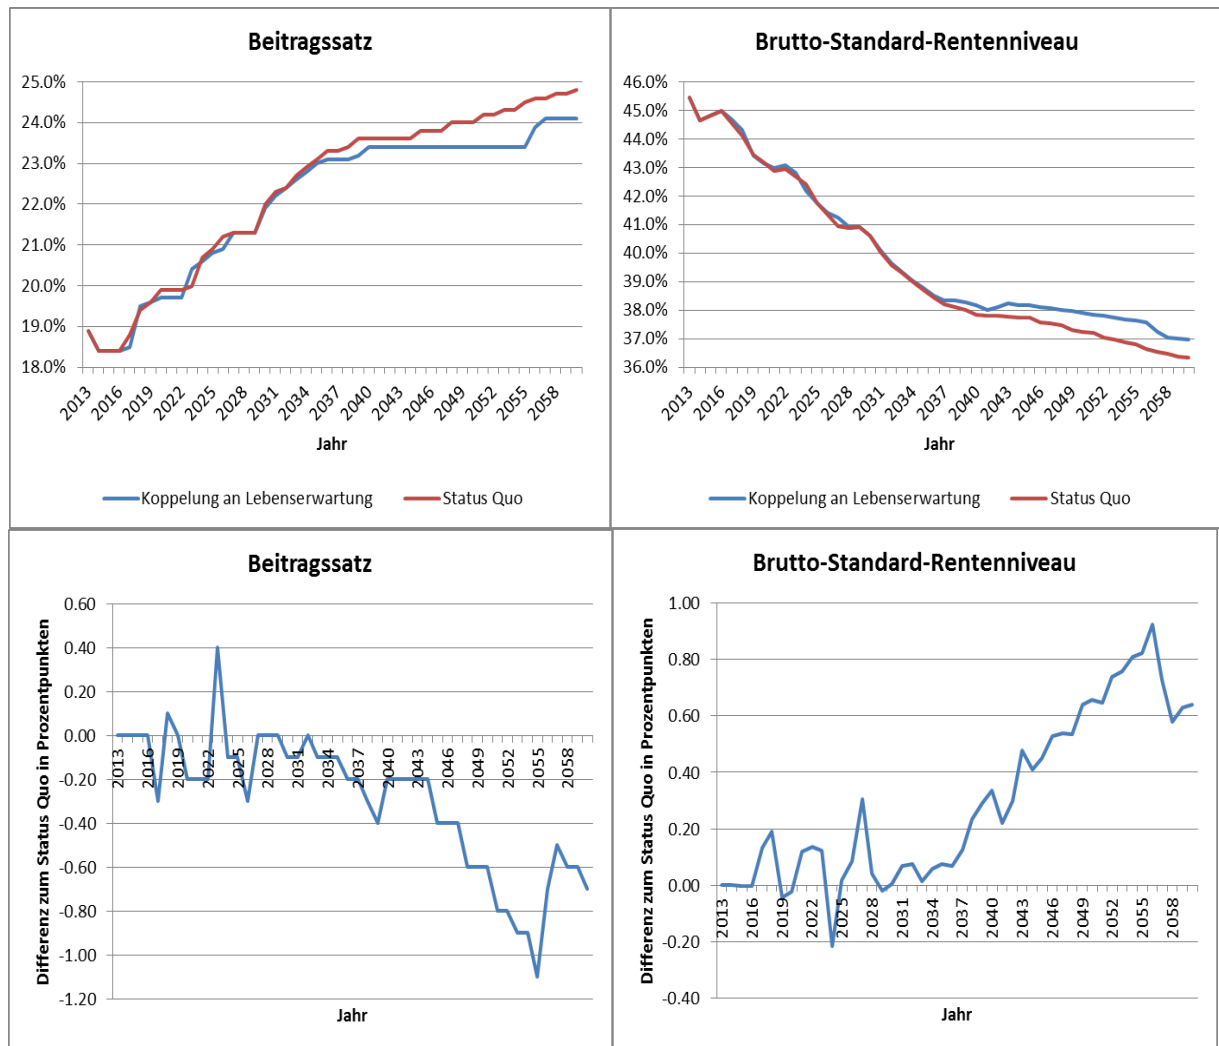 Beitragssatz
25.0%
24.0%
23.0%
22.0%
21.0%
20.0%
19.0%
18.0%
2013 2016 2019 2022 2025 2028 2031 2034 2037 2040 2043 2046 2049 2052 2055 2058
Jahr
Koppelung an Lebenserwartung Status Quo
Brutto-Standard-Rentenniveau
46.0%
45.0%
44.0%
43.0%
42.0%
41.0%
40.0%
39.0%
38.0%
37.0%
36.0%
2013 2016 2019 2022 2025 2028 2031 2034 2037 2040 2043 2046 2049 2052 2055 2058
Jahr
Koppelung an Lebenserwartung Status Quo
Beitragssatz
Differenz zum Status Quo in Prozentpunkten
0.60
0.40
0.20
0.00
-0.20
-0.40
-0.60
-0.80
-1.00
-1.20
2013 2016 2019 2022 2025 2028 2031 2034 2037 2040 2043 2046 2049 2052 2055 2058
Jahr
Brutto-Standard-Rentenniveau
Differenz zum Status Quo in Prozentpunkten
1.00
0.80
0.60
0.40
0.20
0.00
-0.20
-0.40
2013 2016 2019 2022 2025 2028 2031 2034 2037 2040 2043 2046 2049 2052 2055 2058
Jahr